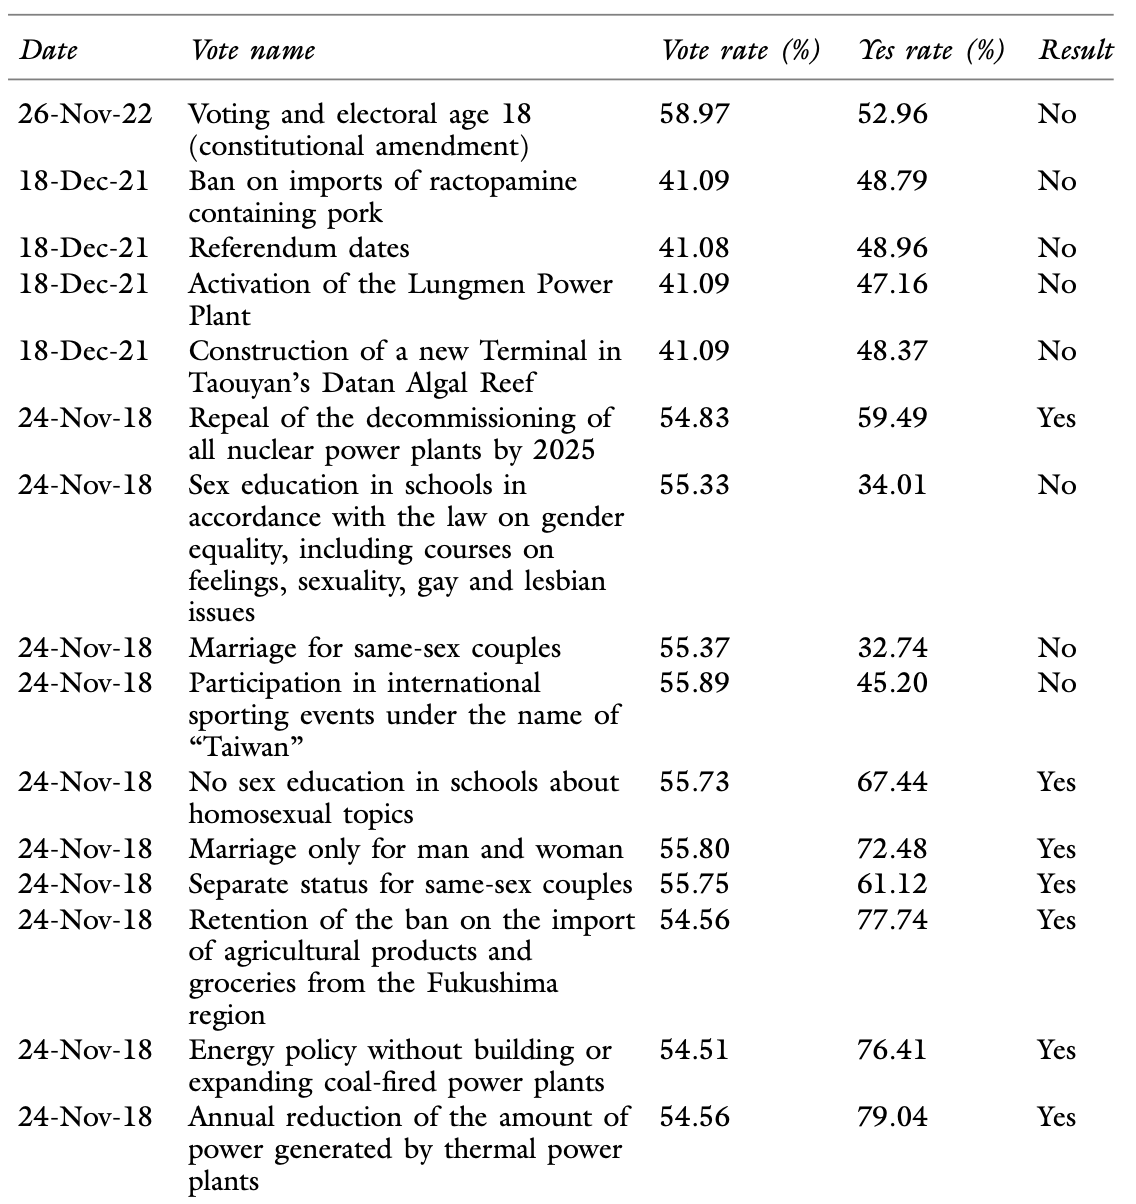 Date Vote name Vote rate (%) Yes rate (%) Result
26-Nov-22 Voting and electoral age 18 58.97 52.96 No
(constitutional amendment)
18-Dec-21 Ban on imports of ractopamine 41.09 48.79 No
containing pork
18-Dec-21 Referendum dates 41.08 48.96 No
18-Dec-21 Activation of the Lungmen Power 41.09 47.16 No
Plant
18-Dec-21 Construction of a new Terminal in 41.09 48.37 No
Taouyan’s Datan Algal Reef
24-Nov-18 Repeal of the decommissioning of 54.83 59.49 Yes
all nuclear power plants by 2025
24-Nov-18 Sex education in schools in 55.33 34.01 No
accordance with the law on gender
equality, including courses on
feelings, sexuality, gay and lesbian
issues
24-Nov-18 Marriage for same-sex couples 55.37 32.74 No
24-Nov-18 Participation in international 55.89 45.20 No
sporting events under the name of
“Taiwan”
24-Nov-18 No sex education in schools about 55.73 67.44 Yes
homosexual topics
24-Nov-18 Marriage only for man and woman 55.80 72.48 Yes
24-Nov-18 Separate status for same-sex couples 55.75 61.12 Yes
24-Nov-18 Retention of the ban on the import 54.56 77.74 Yes
of agricultural products and
groceries from the Fukushima
region
24-Nov-18 Energy policy without building or 54.51 76.41 Yes
expanding coal-fired power plants
24-Nov-18 Annual reduction of the amount of 54.56 79.04 Yes
power generated by thermal power
plants